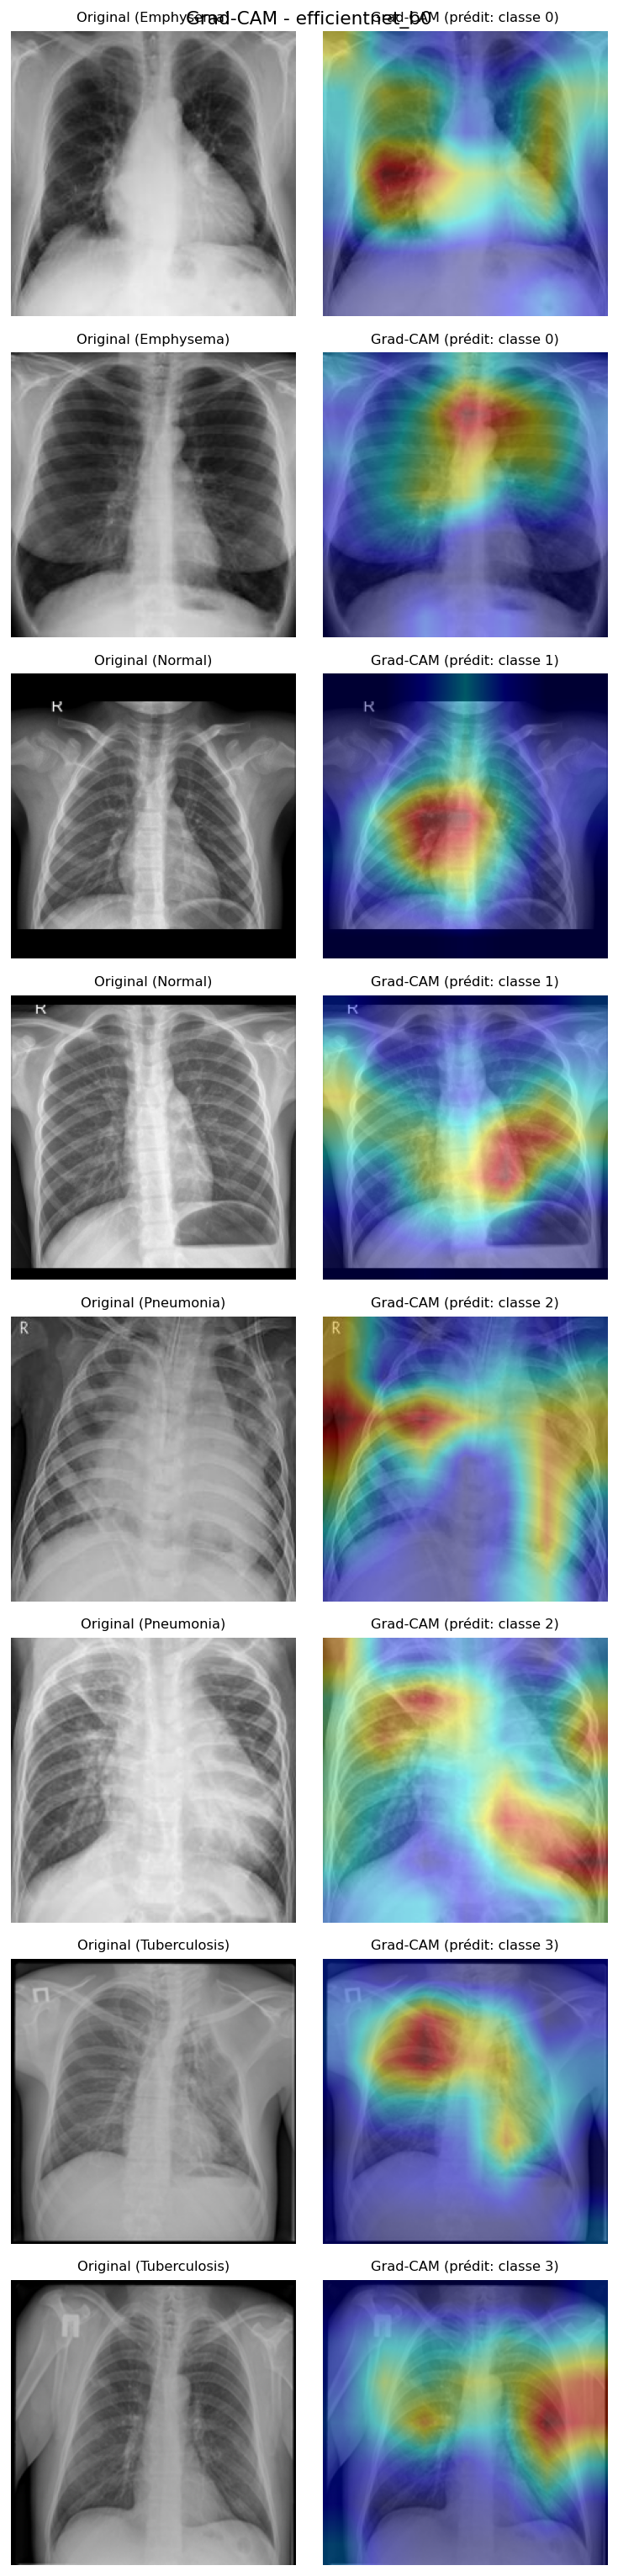 Grad-CAM - efficientnet_b0
Original (Emphysema) Grad-CAM (prédit: classe 0)
Original (Emphysema) Grad-CAM (prédit: classe 0)
Original (Normal) Grad-CAM (prédit: classe 1)
R R
Original (Normal) Grad-CAM (prédit: classe 1)
R R
Original (Pneumonia) Grad-CAM (prédit: classe 2)
R R
Original (Pneumonia) Grad-CAM (prédit: classe 2)
Original (Tuberculosis) Grad-CAM (prédit: classe 3)
П П
Original (Tuberculosis) Grad-CAM (prédit: classe 3)
П П